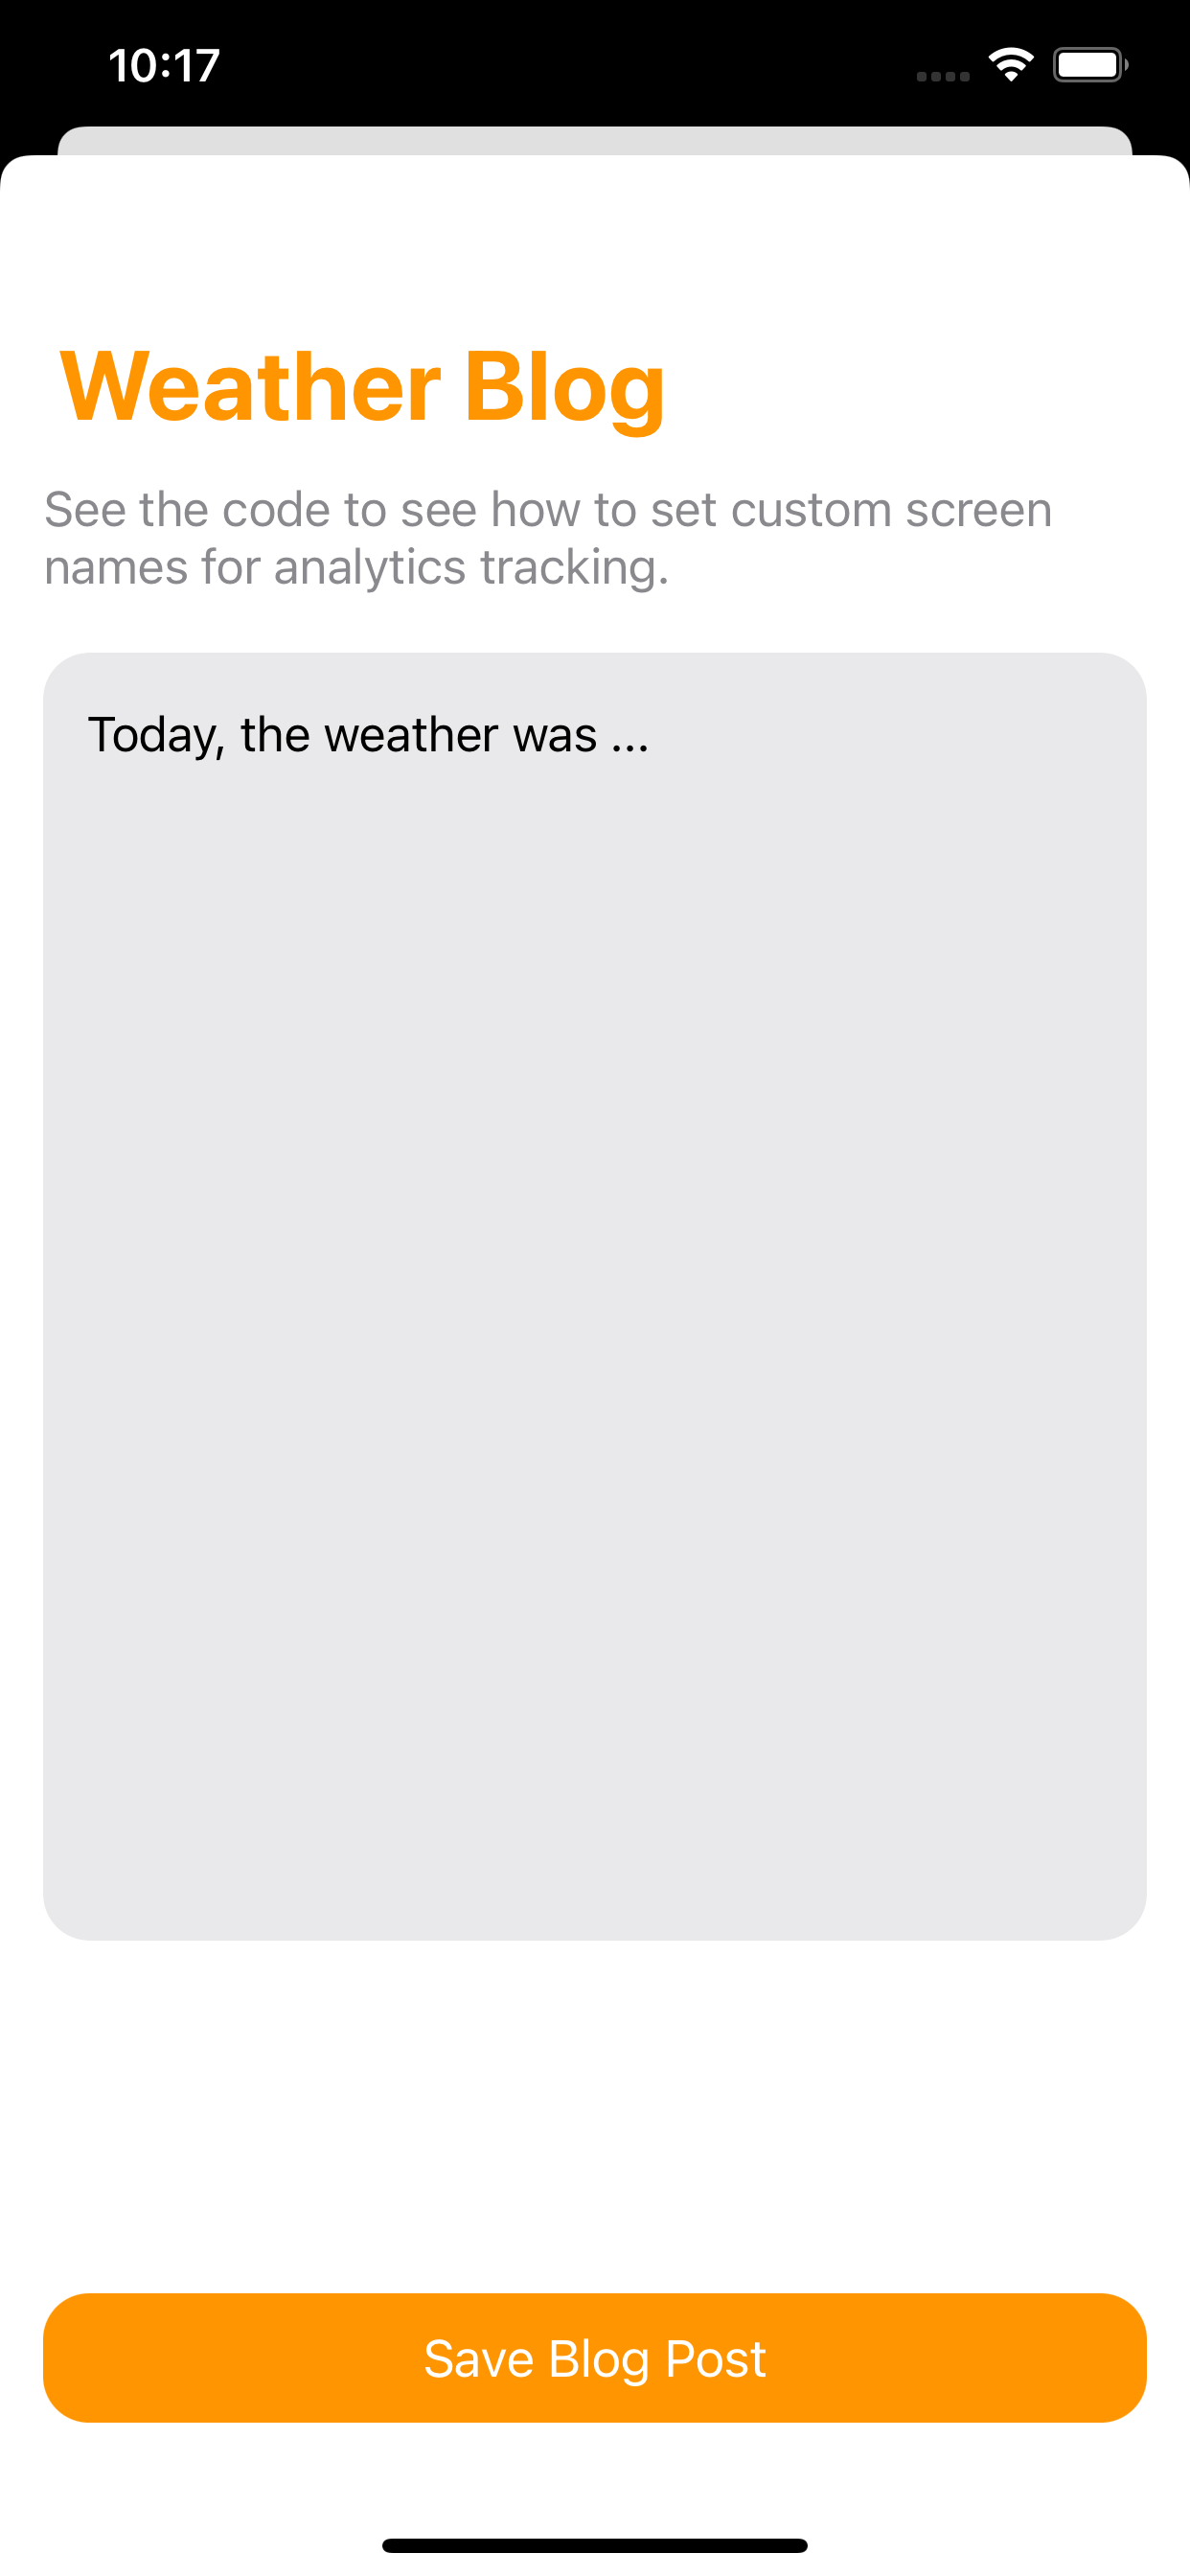 10:17
Weather Blog
See the code to see how to set custom screen
names for analytics tracking.
Today, the weather was ...
Save Blog Post